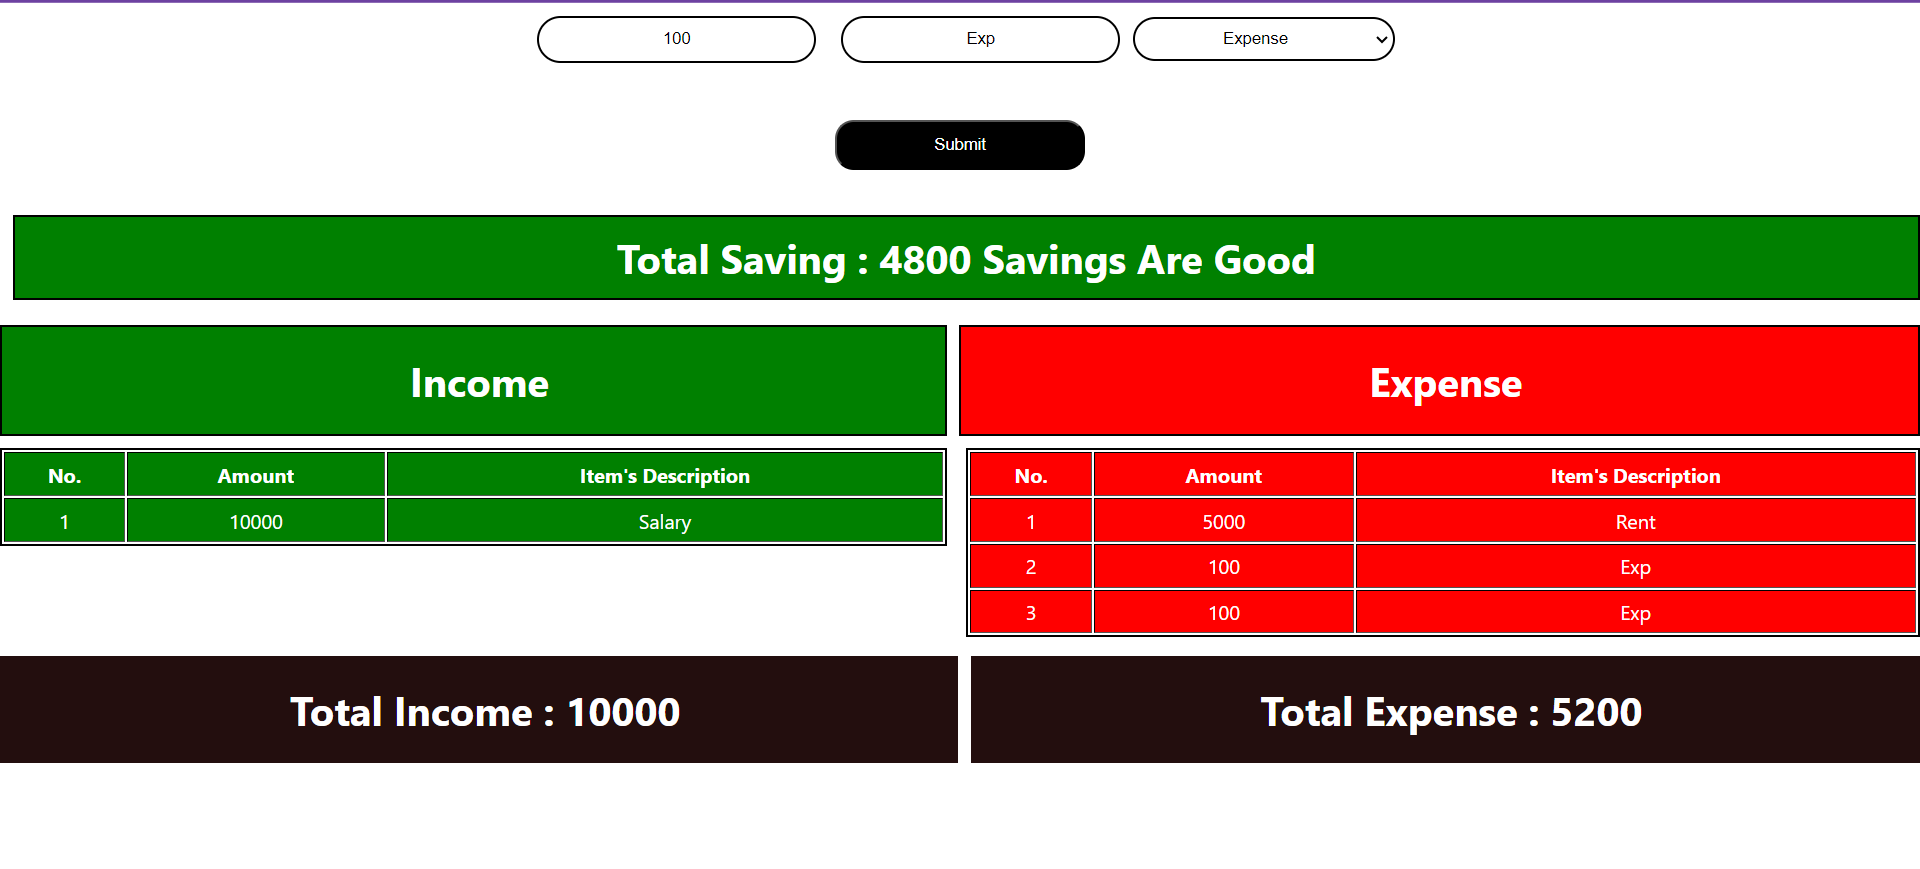 100 Exp Expense
Submit
Total Saving : 4800 Savings Are Good
Income Expense
No. Amount Item's Description No. Amount Item's Description
1 10000 Salary 1 5000 Rent
2 100 Exp
3 100 Exp
Total Income : 10000 Total Expense : 5200